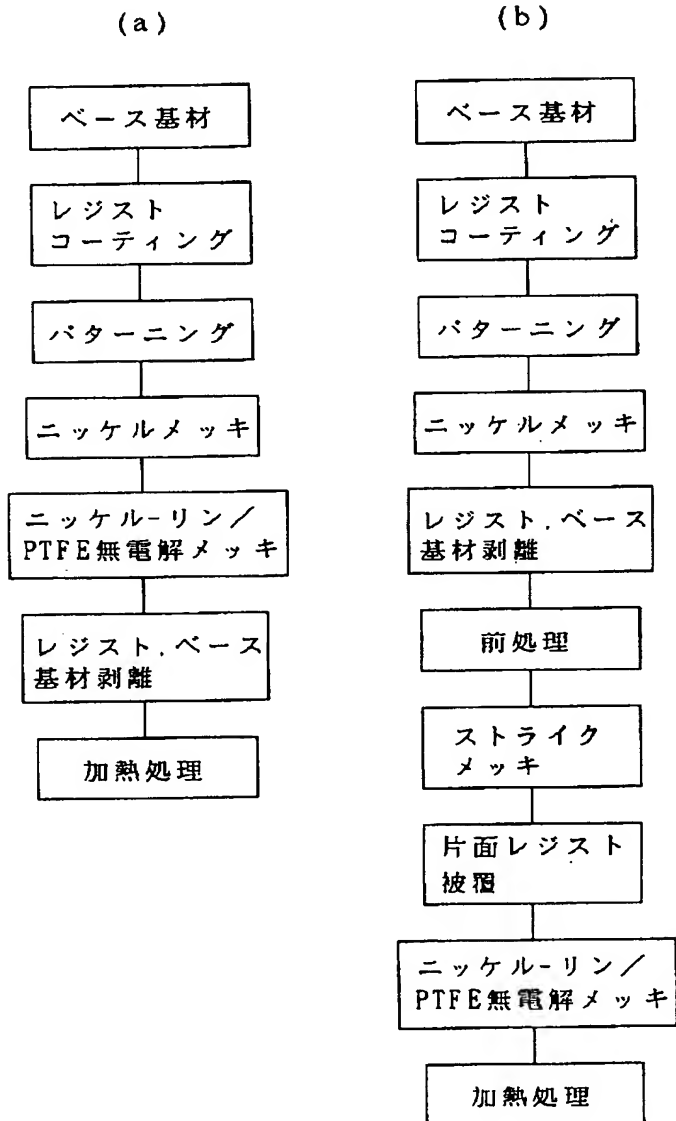 (a)
ベース基材
レジスト
コーティング
パターニング
ニッケルメッキ
ニッケル-リン/
PTFE無電解メッキ
レジスト,ベース
基材剥離
加熱処理
(b)
ベース基材
レジスト
コーティング
パターニング
ニッケルメッキ
レジスト,ベース
基材剥離
前処理
ストライク
メッキ
片面レジスト
被覆
ニッケル-リン/
PTFE無電解メッキ
加熱処理